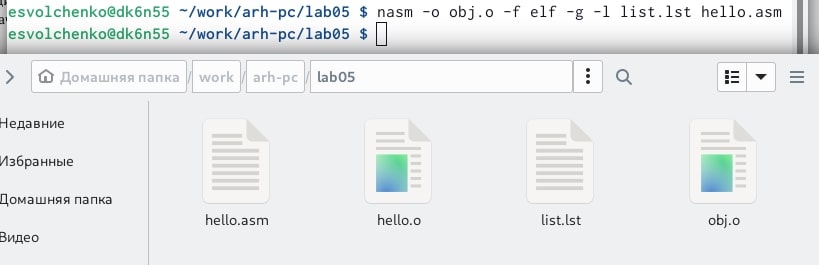 esvolchenko@dk6n55 ~/work/arh-pc/lab05 $ nasm -o obj.o -f elf -g -l list.lst hello.asm
esvolchenko@dk6n55 ~/work/arh-pc/lab05 $
Домашняя папка / work / arh-pc / lab05
Недавние
Избранные
Домашняя папка
Видео
hello.asm
hello.o
list.lst
obj.o